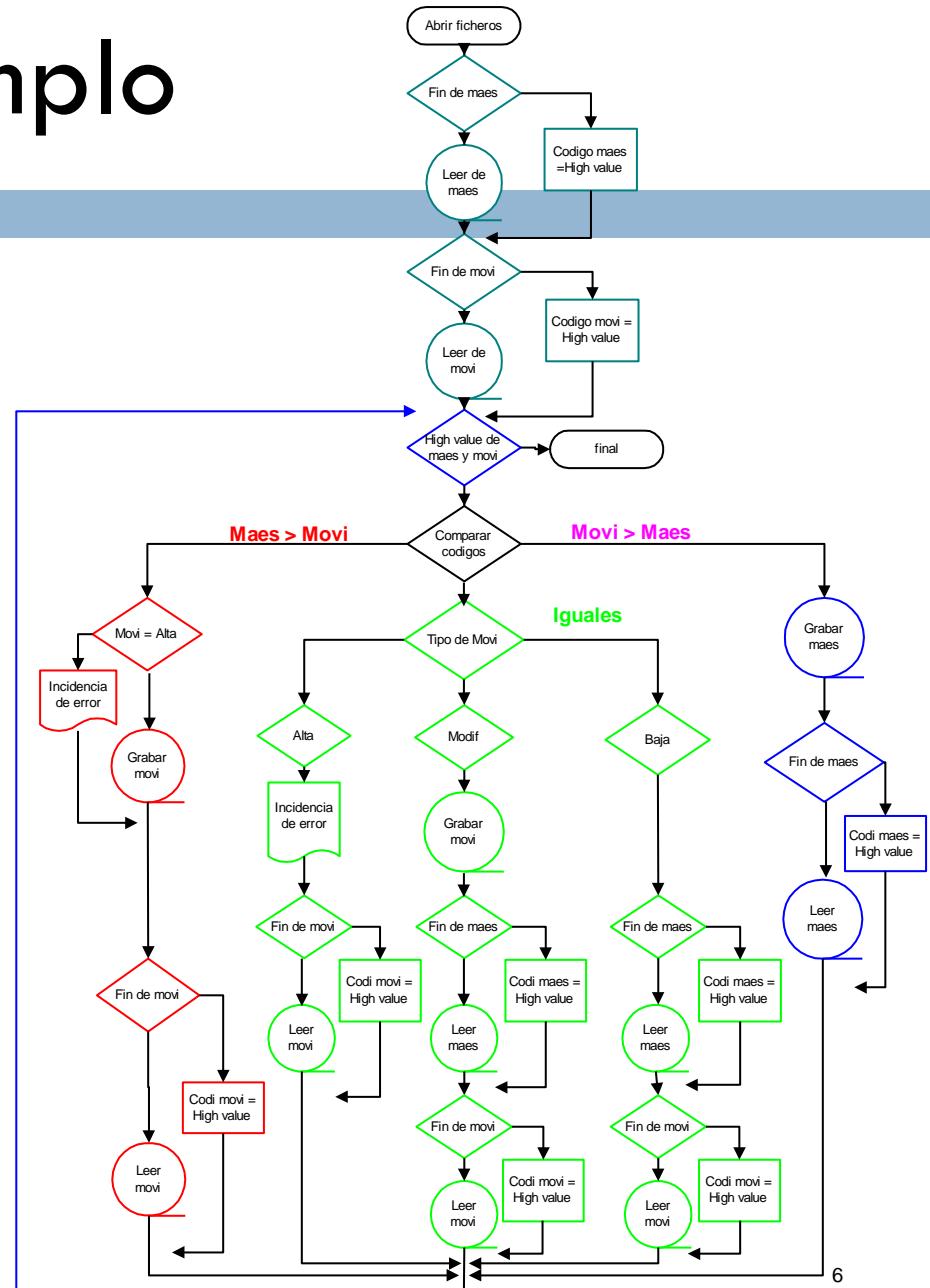 mplo
Abrir ficheros
Fin de maes
Codigo maes
=High value
Leer de
maes
Fin de movi
Codigo movi =
High value
Leer de
movi
High value de
maes y movi
final
Maes > Movi
Comparar
codigos
Movi > Maes
Movi = Alta
Incidencia
de error
Grabar
movi
Fin de movi
Codi movi =
High value
Leer
movi
Iguales
Tipo de Movi
Alta
Incidencia
de error
Fin de movi
Codi movi =
High value
Leer
movi
Modif
Grabar
movi
Fin de maes
Codi maes =
High value
Leer
maes
Fin de movi
Codi movi =
High value
Leer
movi
Baja
Fin de maes
Codi maes =
High value
Leer
maes
Fin de movi
Codi movi =
High value
Leer
movi
Grabar
maes
Fin de maes
Codi maes =
High value
Leer
maes
6